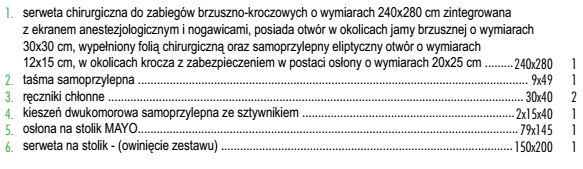 1. serweta chirurgiczna do zabiegów brzuszno-kroczowych o wymiarach 240x280 cm zintegrowana
z ekranem anestezjologicznym i nogawicami, posiada otwór w okolicach jamy brzusznej o wymiarach
30x30 cm, wypełniony folią chirurgiczną oraz samoprzylepny eliptyczny otwór o wymiarach
12x15 cm, w okolicach krocza z zabezpieczeniem w postaci osłony o wymiarach 20x25 cm ......... 240x280 1
2. taśma samoprzylepna ................................................................ 9x49 1
3. ręczniki chłonne ................................................................ 30x40 2
4. kieszeń dwukomorowa samoprzylepna ze sztywnikiem ................................ 2x15x40 1
5. osłona na stolik MAYO................................................................ 79x145 1
6. serweta na stolik - (owinięcie zestawu) ................................................ 150x200 1